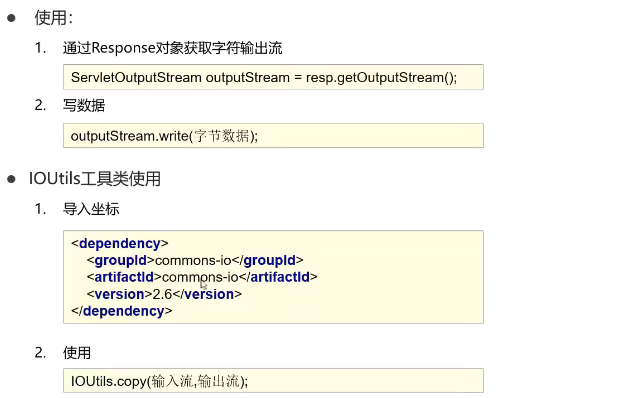 ● 使用：
1. 通过Response对象获取字符输出流
ServletOutputStream outputStream = resp.getOutputStream();
2. 写数据
outputStream.write(字节数据);
● IOUtils工具类使用
1. 导入坐标
<dependency>
<groupId>commons-io</groupId>
<artifactId>commons-io</artifactId>
<version>2.6</version>
</dependency>
2. 使用
IOUtils.copy(输入流,输出流);